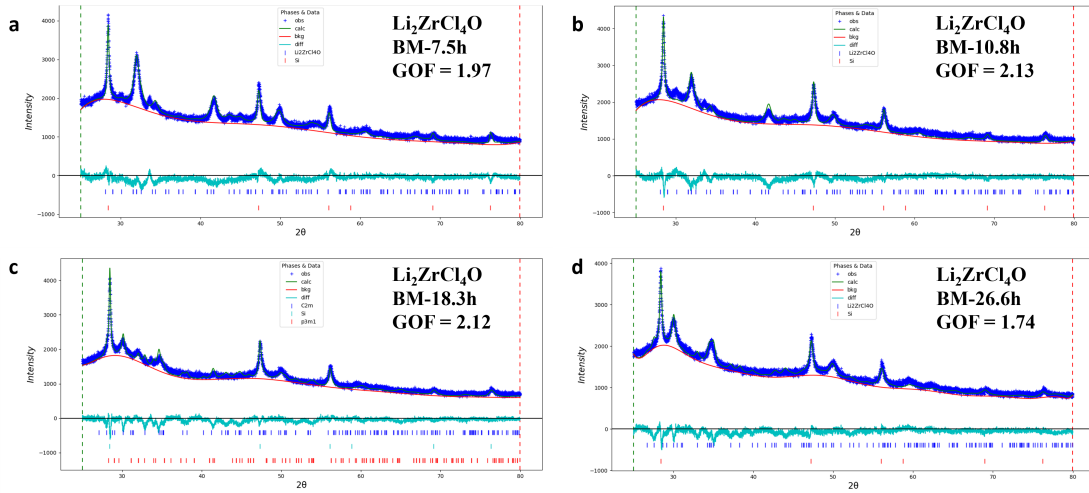 a
Li₂ZrCl₄O
BM-7.5h
GOF = 1.97
Phases & Data
obs
calc
bkg
diff
Li2ZrCl4O
Si
Intensity
4000
3000
2000
1000
0
−1000
30
40
50
60
70
80
2θ
b
Li₂ZrCl₄O
BM-10.8h
GOF = 2.13
Phases & Data
obs
calc
bkg
diff
Li2ZrCl4O
Si
Intensity
4000
3000
2000
1000
0
−1000
30
40
50
60
70
80
2θ
c
Li₂ZrCl₄O
BM-18.3h
GOF = 2.12
Phases & Data
obs
calc
bkg
diff
C2m
Si
p3m1
Intensity
4000
3000
2000
1000
0
−1000
30
40
50
60
70
80
2θ
d
Li₂ZrCl₄O
BM-26.6h
GOF = 1.74
Phases & Data
obs
calc
bkg
diff
Li2ZrCl4O
Si
Intensity
4000
3000
2000
1000
0
−1000
30
40
50
60
70
80
2θ